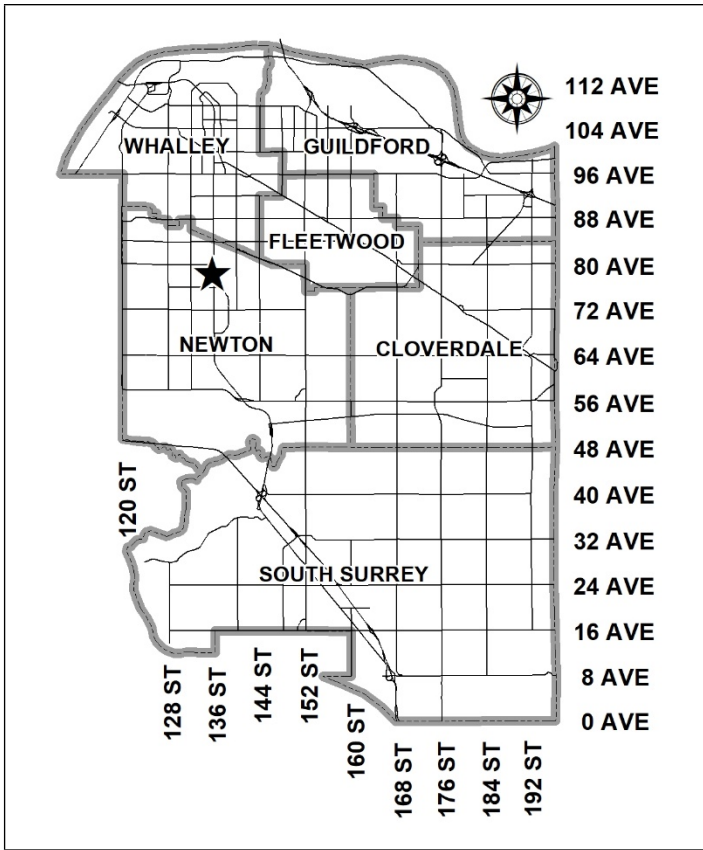 112 AVE
104 AVE
WHALLEY
GUILDFORD
96 AVE
88 AVE
FLEETWOOD
80 AVE
72 AVE
NEWTON
CLOVERDALE
64 AVE
56 AVE
48 AVE
120 ST
40 AVE
32 AVE
SOUTH SURREY
24 AVE
16 AVE
8 AVE
0 AVE
128 ST
136 ST
144 ST
152 ST
160 ST
168 ST
176 ST
184 ST
192 ST